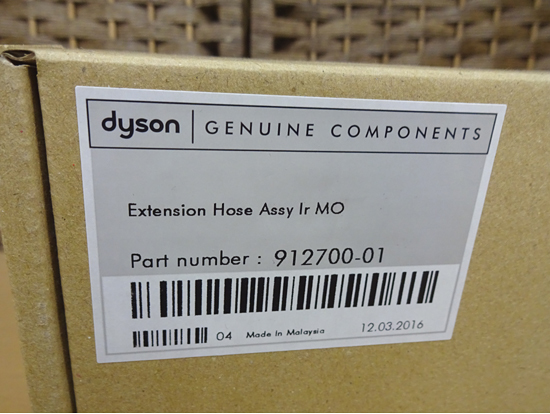 dyson GENUINE COMPONENTS
Extension Hose Assy Ir MO
Part number : 912700-01
04 Made In Malaysia 12.03.2016